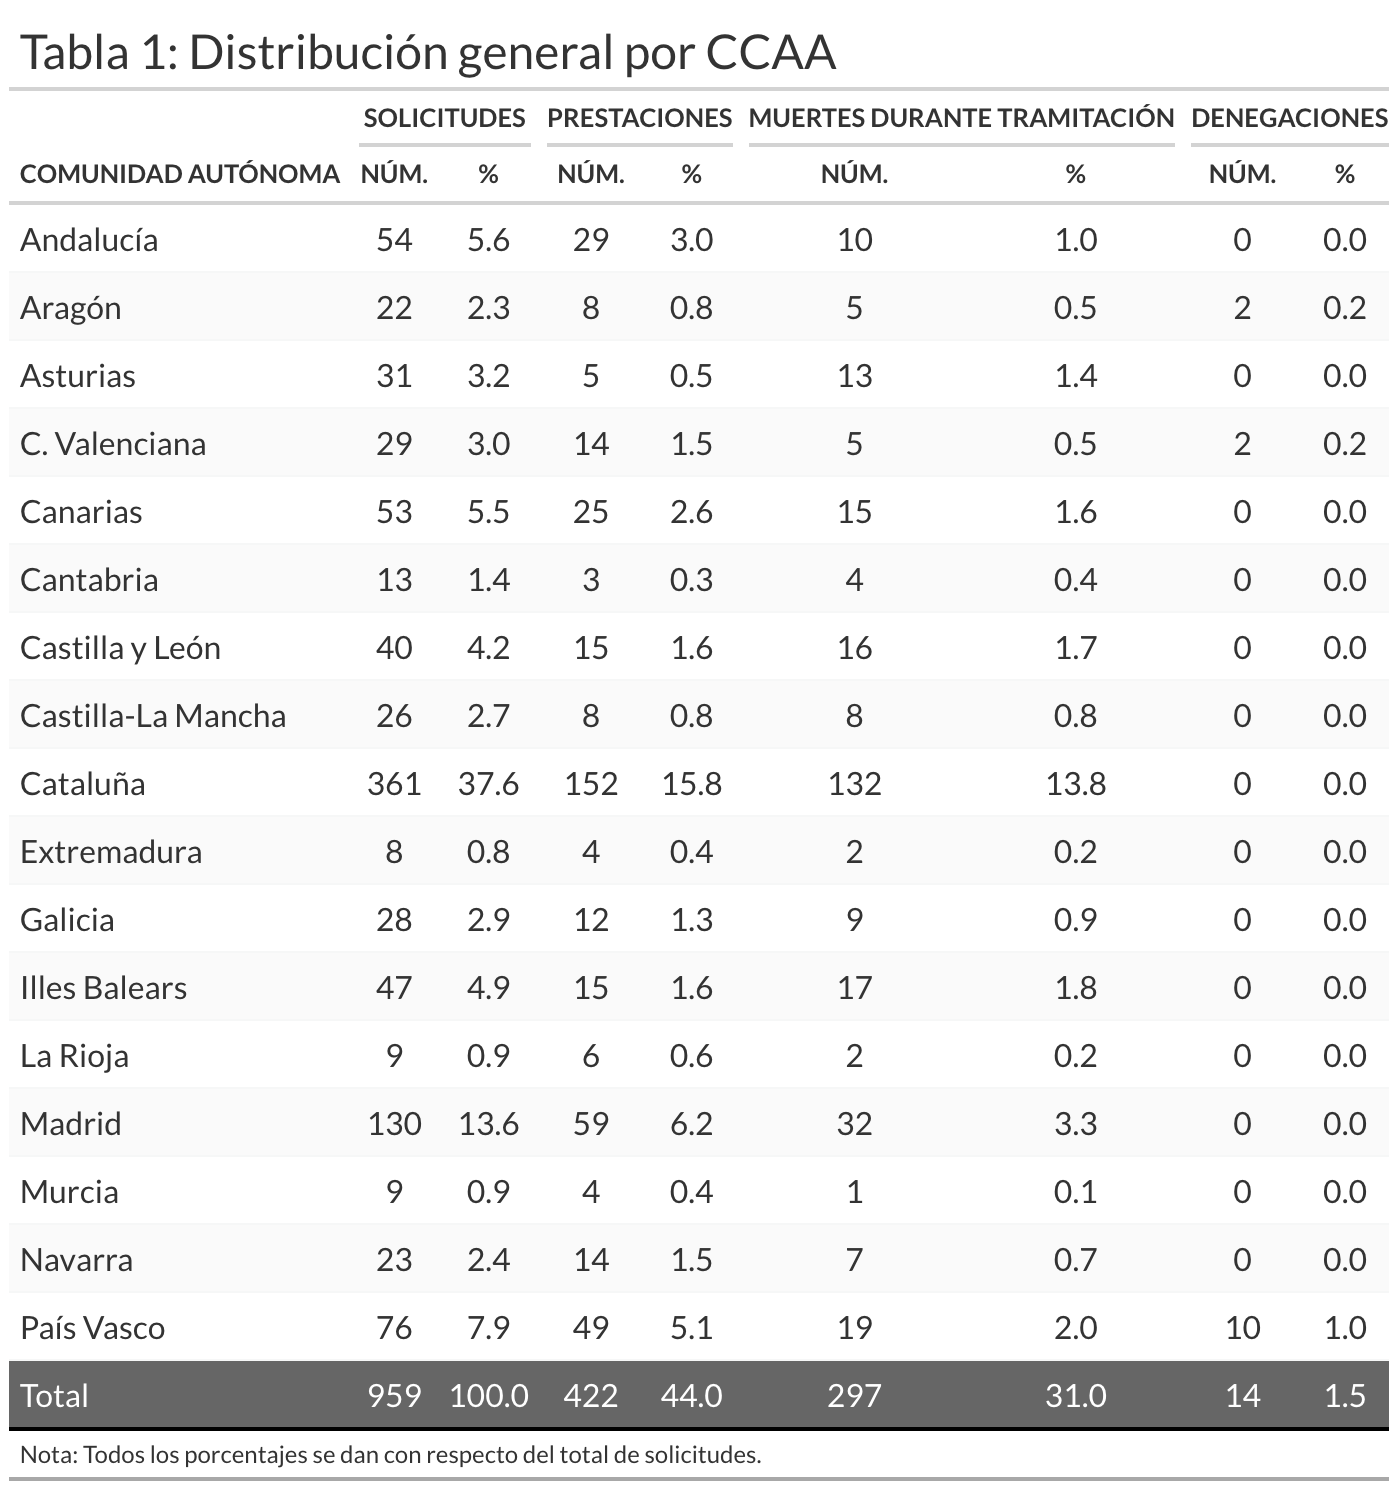 Tabla 1: Distribución general por CCAA
SOLICITUDES PRESTACIONES MUERTES DURANTE TRAMITACIÓN DENEGACIONES
COMUNIDAD AUTÓNOMA NÚM. % NÚM. % NÚM. % NÚM. %
Andalucía 54 5.6 29 3.0 10 1.0 0 0.0
Aragón 22 2.3 8 0.8 5 0.5 2 0.2
Asturias 31 3.2 5 0.5 13 1.4 0 0.0
C. Valenciana 29 3.0 14 1.5 5 0.5 2 0.2
Canarias 53 5.5 25 2.6 15 1.6 0 0.0
Cantabria 13 1.4 3 0.3 4 0.4 0 0.0
Castilla y León 40 4.2 15 1.6 16 1.7 0 0.0
Castilla-La Mancha 26 2.7 8 0.8 8 0.8 0 0.0
Cataluña 361 37.6 152 15.8 132 13.8 0 0.0
Extremadura 8 0.8 4 0.4 2 0.2 0 0.0
Galicia 28 2.9 12 1.3 9 0.9 0 0.0
Illes Balears 47 4.9 15 1.6 17 1.8 0 0.0
La Rioja 9 0.9 6 0.6 2 0.2 0 0.0
Madrid 130 13.6 59 6.2 32 3.3 0 0.0
Murcia 9 0.9 4 0.4 1 0.1 0 0.0
Navarra 23 2.4 14 1.5 7 0.7 0 0.0
País Vasco 76 7.9 49 5.1 19 2.0 10 1.0
Total 959 100.0 422 44.0 297 31.0 14 1.5
Nota: Todos los porcentajes se dan con respecto del total de solicitudes.